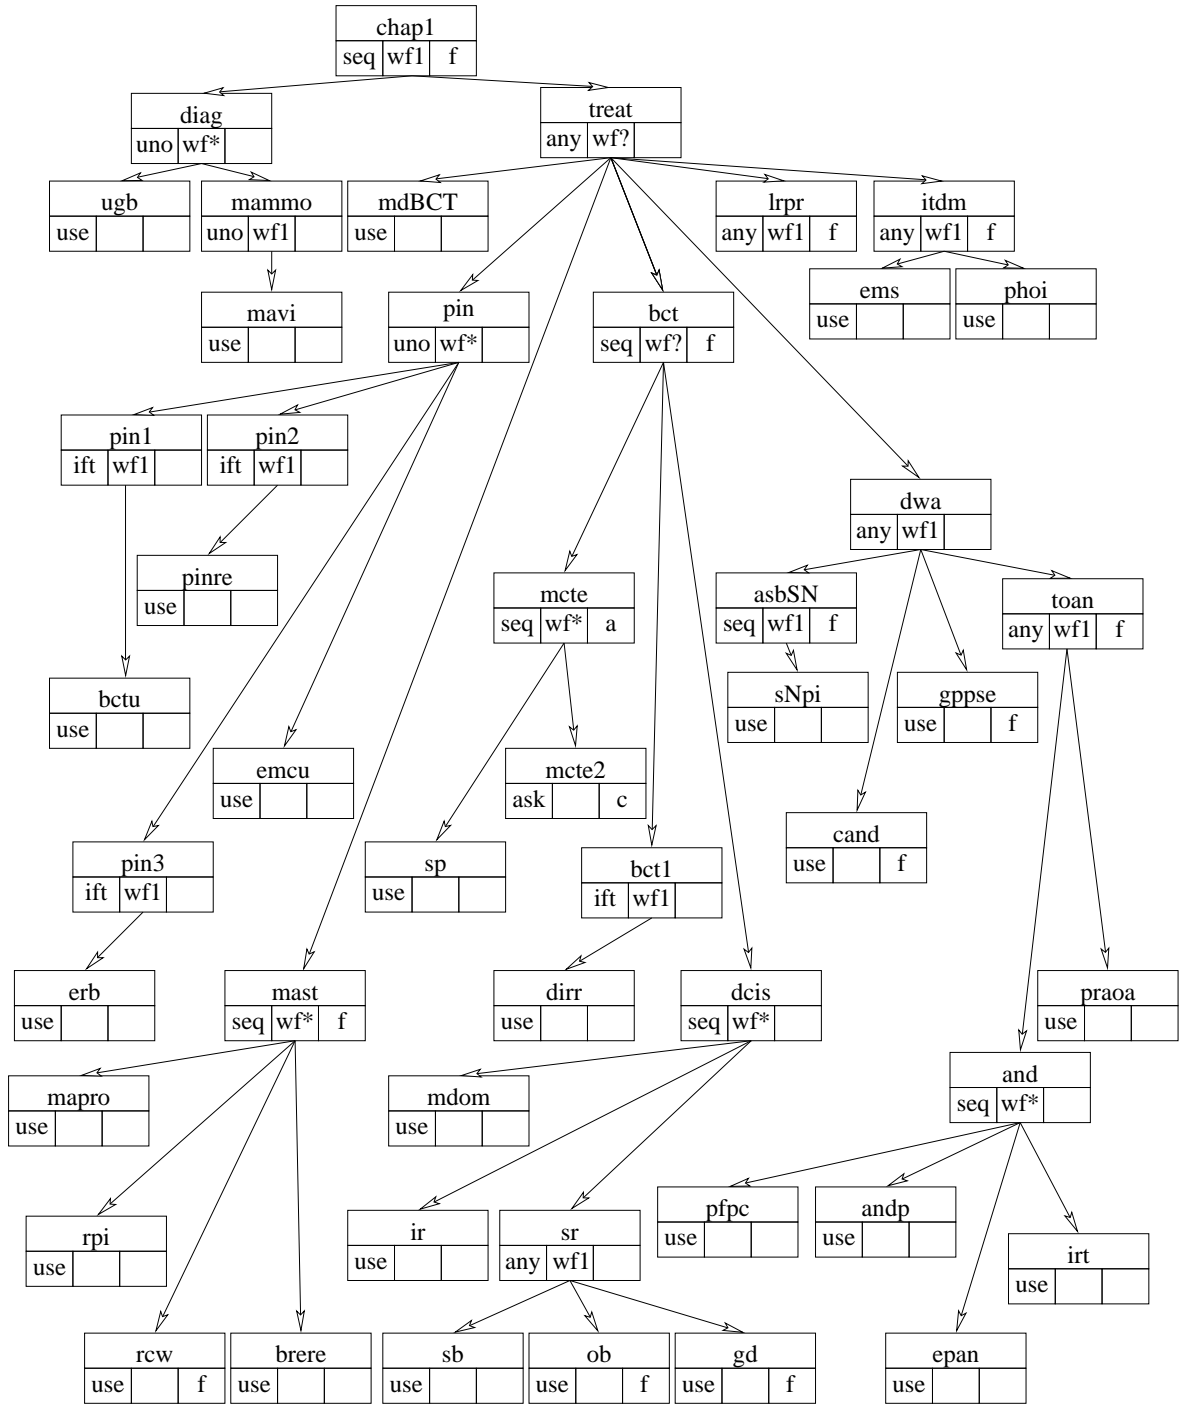 chap1
seq wf1 f
diag
uno wf*
treat
any wf?
ugb
use
mammo
uno wf1
mdBCT
use
lrpr
any wf1 f
itdm
any wf1 f
mavi
use
pin
uno wf*
bct
seq wf? f
ems
use
phoi
use
pin1
ift wf1
pin2
ift wf1
dwa
any wf1
pinre
use
mcte
seq wf* a
asbSN
seq wf1 f
toan
any wf1 f
bctu
use
sNpi
use
gppse
use f
emcu
use
mcte2
ask c
cand
use f
pin3
ift wf1
sp
use
bct1
ift wf1
erb
use
mast
seq wf* f
dirr
use
dcis
seq wf*
praoa
use
mapro
use
mdom
use
and
seq wf*
rpi
use
ir
use
sr
any wf1
pfpc
use
andp
use
irt
use
rcw
use f
brere
use
sb
use
ob
use f
gd
use f
epan
use